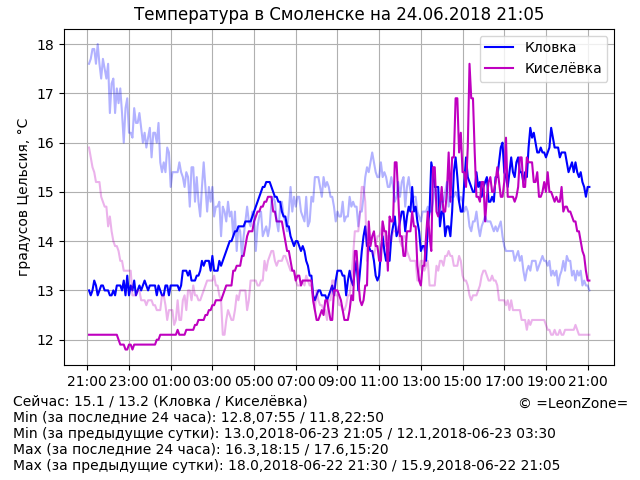 Температура в Смоленске на 24.06.2018 21:05
Кловка
Киселёвка
градусов Цельсия, °C
18
17
16
15
14
13
12
21:00 23:00 01:00 03:00 05:00 07:00 09:00 11:00 13:00 15:00 17:00 19:00 21:00
Сейчас: 15.1 / 13.2 (Кловка / Киселёвка)
© =LeonZone=
Min (за последние 24 часа): 12.8,07:55 / 11.8,22:50
Min (за предыдущие сутки): 13.0,2018-06-23 21:05 / 12.1,2018-06-23 03:30
Max (за последние 24 часа): 16.3,18:15 / 17.6,15:20
Max (за предыдущие сутки): 18.0,2018-06-22 21:30 / 15.9,2018-06-22 21:05